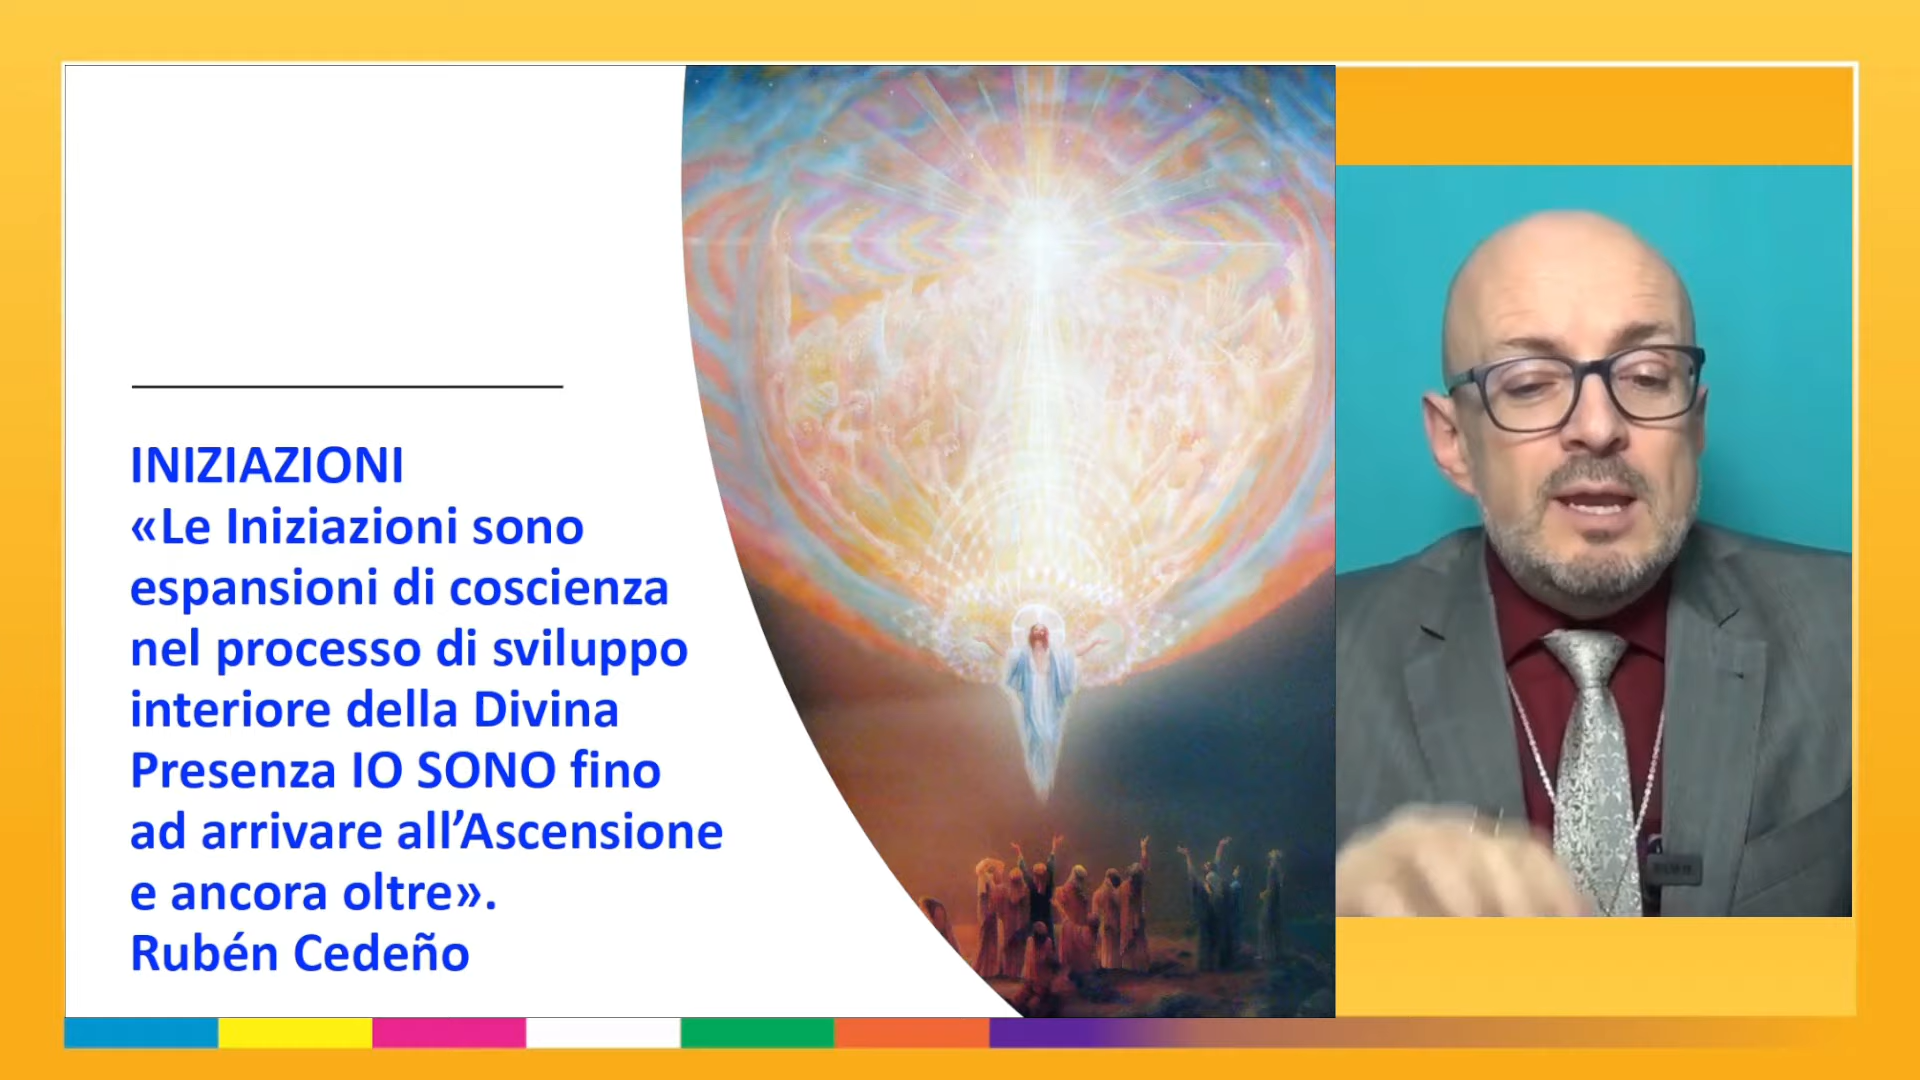 INIZIAZIONI
«Le Iniziazioni sono
espansioni di coscienza
nel processo di sviluppo
interiore della Divina
Presenza IO SONO fino
ad arrivare all’Ascensione
e ancora oltre».
Rubén Cedeño